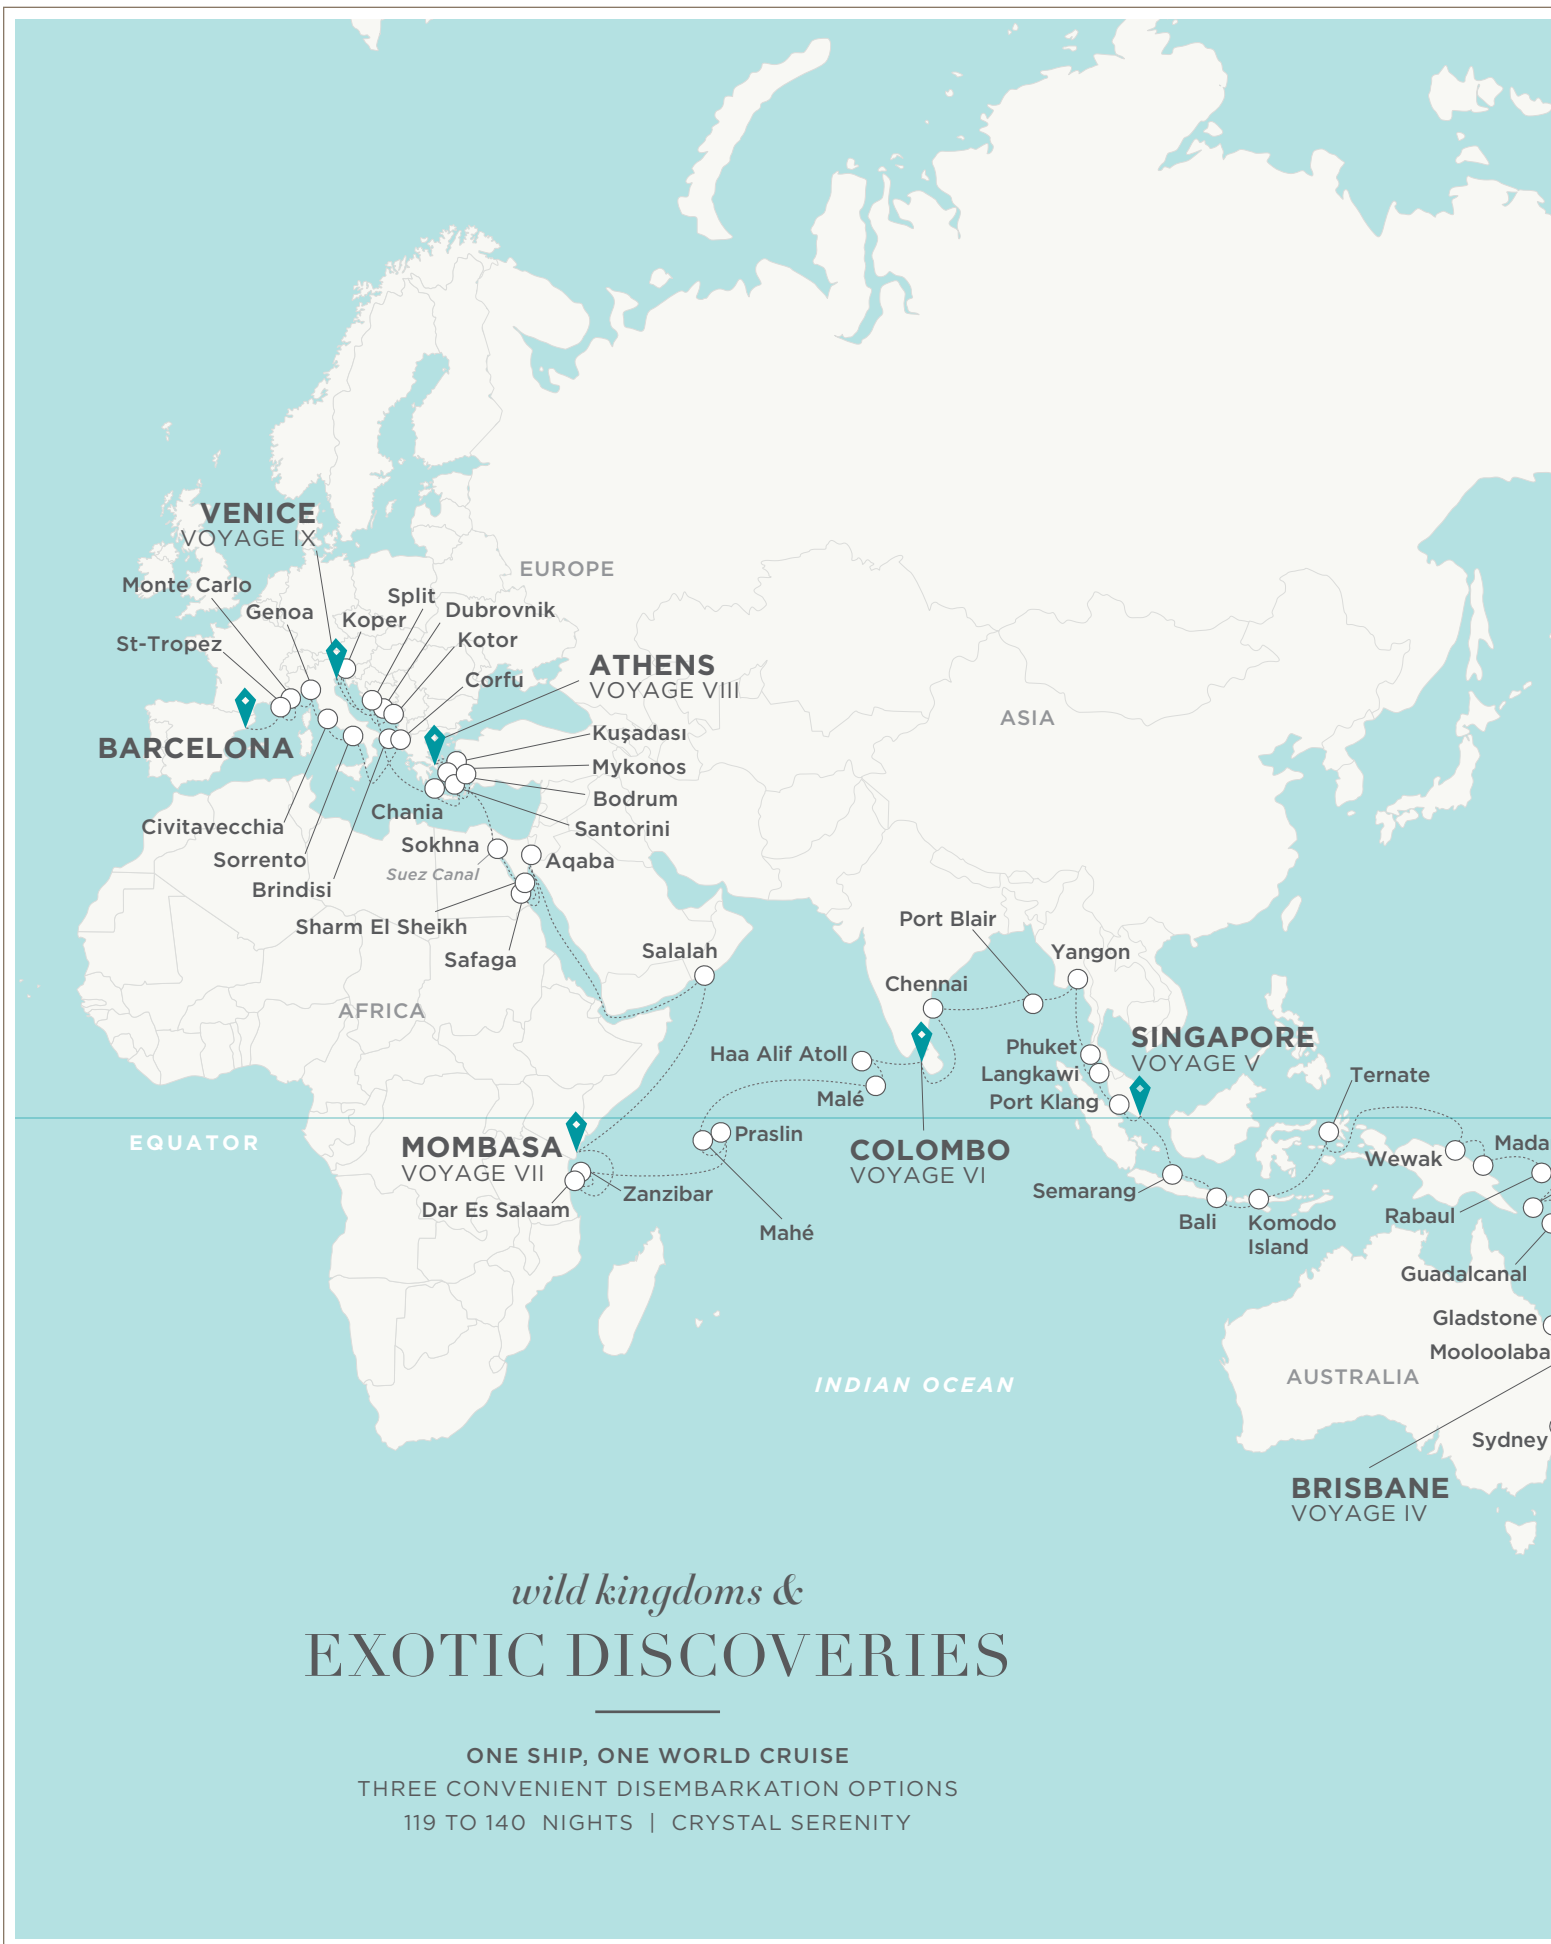 VENICE
VOYAGE IX
EUROPE
Monte Carlo
Split
Genoa
Dubrovnik
Koper
Kotor
St-Tropez
ATHENS
VOYAGE VIII
Corfu
ASIA
Kuşadası
BARCELONA
Mykonos
Bodrum
Chania
Civitavecchia
Santorini
Sokhna
Sorrento
Aqaba
Suez Canal
Brindisi
Port Blair
Sharm El Sheikh
Salalah
Yangon
Safaga
Chennai
AFRICA
SINGAPORE
VOYAGE V
Phuket
Haa Alif Atoll
Langkawi
Ternate
Malé
Port Klang
Praslin
EQUATOR
Mada
MOMBASA
VOYAGE VII
COLOMBO
VOYAGE VI
Wewak
Semarang
Zanzibar
Dar Es Salaam
Rabaul
Bali
Komodo
Island
Mahé
Guadalcanal
Gladstone
Mooloolaba
AUSTRALIA
INDIAN OCEAN
Sydney
BRISBANE
VOYAGE IV
wild kingdoms &
EXOTIC DISCOVERIES
ONE SHIP, ONE WORLD CRUISE
THREE CONVENIENT DISEMBARKATION OPTIONS
119 TO 140 NIGHTS | CRYSTAL SERENITY